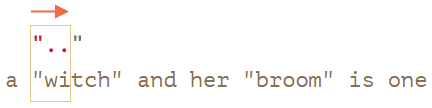 ".."
a "witch" and her "broom" is one